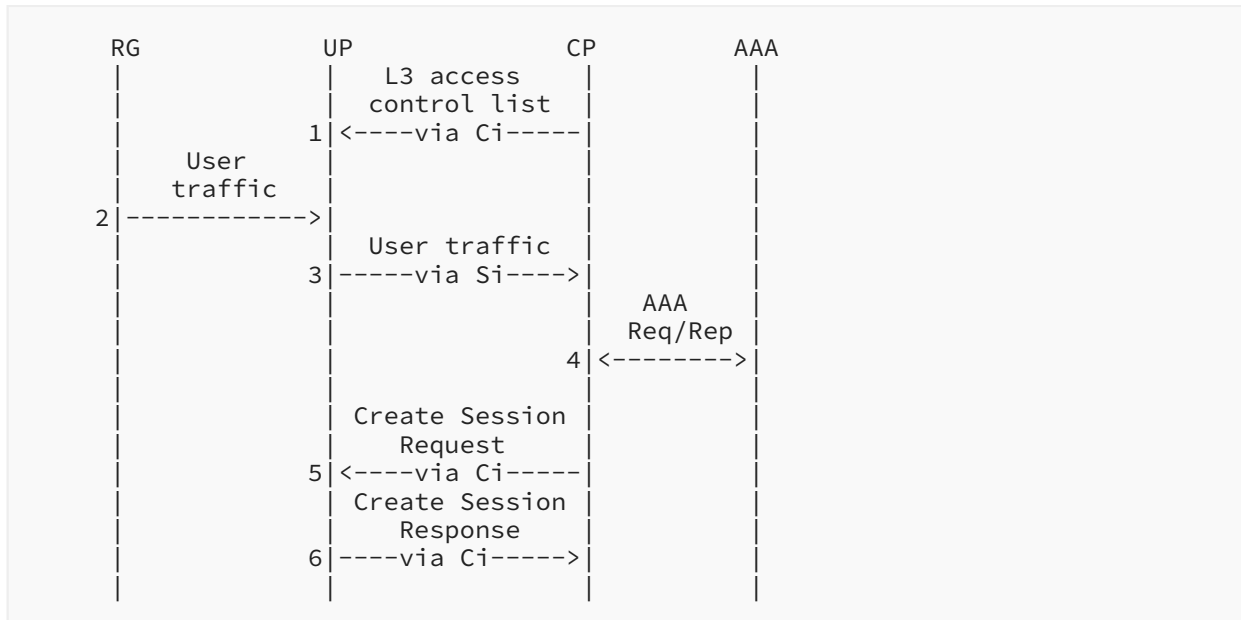 RG UP CP AAA
L3 access
control list
1 <----via Ci-----
User
traffic
2 ------------>
User traffic
3 -----via Si---->
AAA
Req/Rep
4 <-------->
Create Session
Request
5 <----via Ci-----
Create Session
Response
6 ----via Ci----->